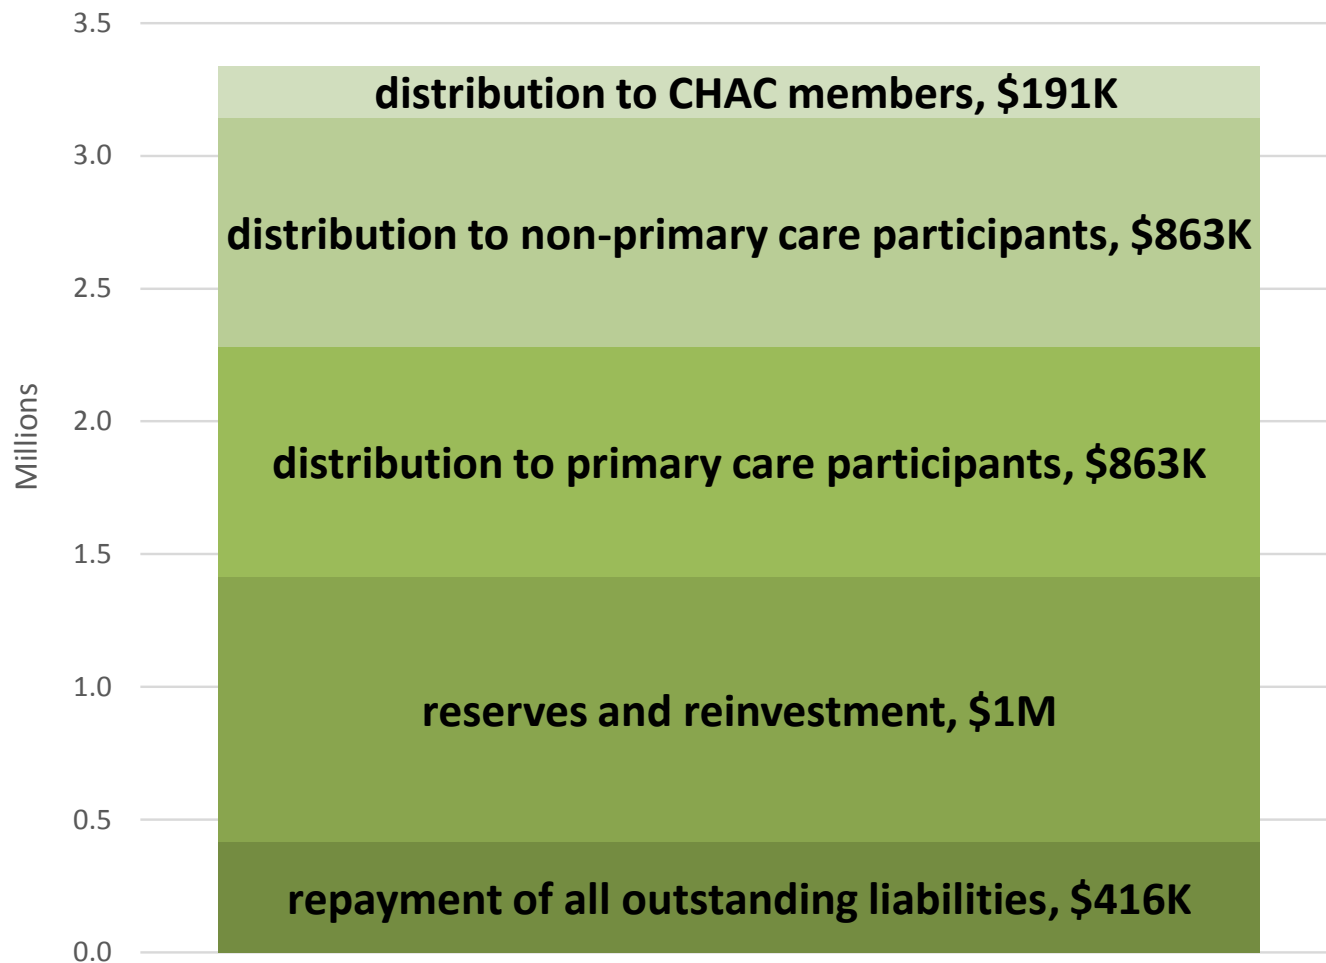 3.5
distribution to CHAC members, $191K
3.0
distribution to non-primary care participants, $863K
2.5
Millions
2.0
distribution to primary care participants, $863K
1.5
1.0
reserves and reinvestment, $1M
0.5
repayment of all outstanding liabilities, $416K
0.0